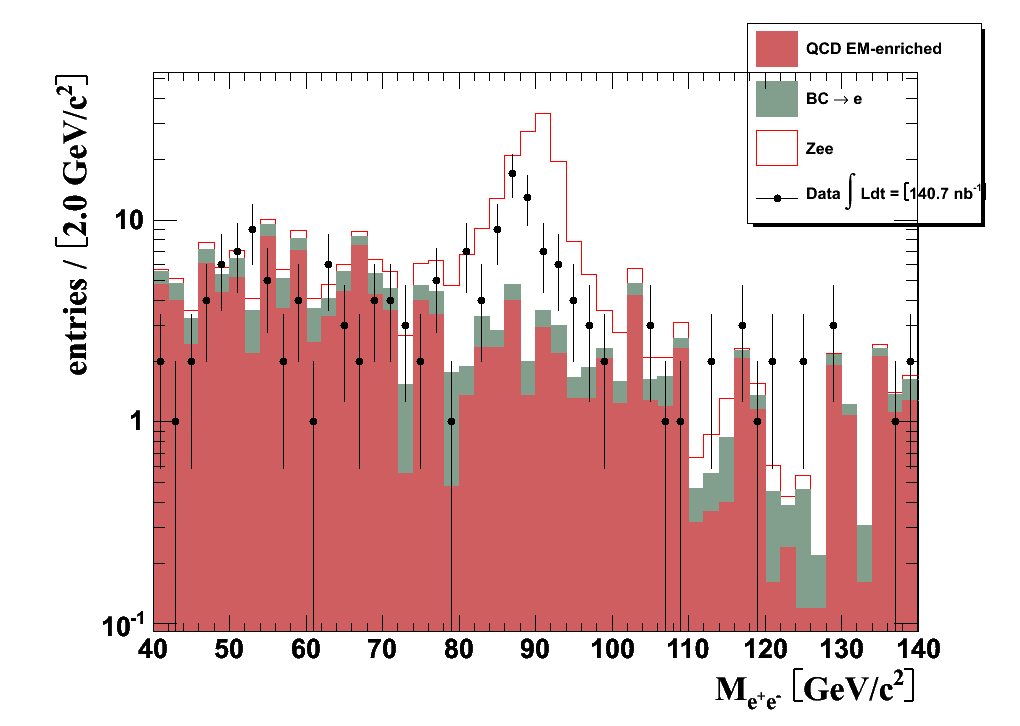 QCD EM-enriched
BC → e
Zee
Data ∫ Ldt = [140.7 nb⁻¹]
entries / [2.0 GeV/c²]
10
1
10⁻¹
40 50 60 70 80 90 100 110 120 130 140
M e⁺e⁻ [GeV/c²]